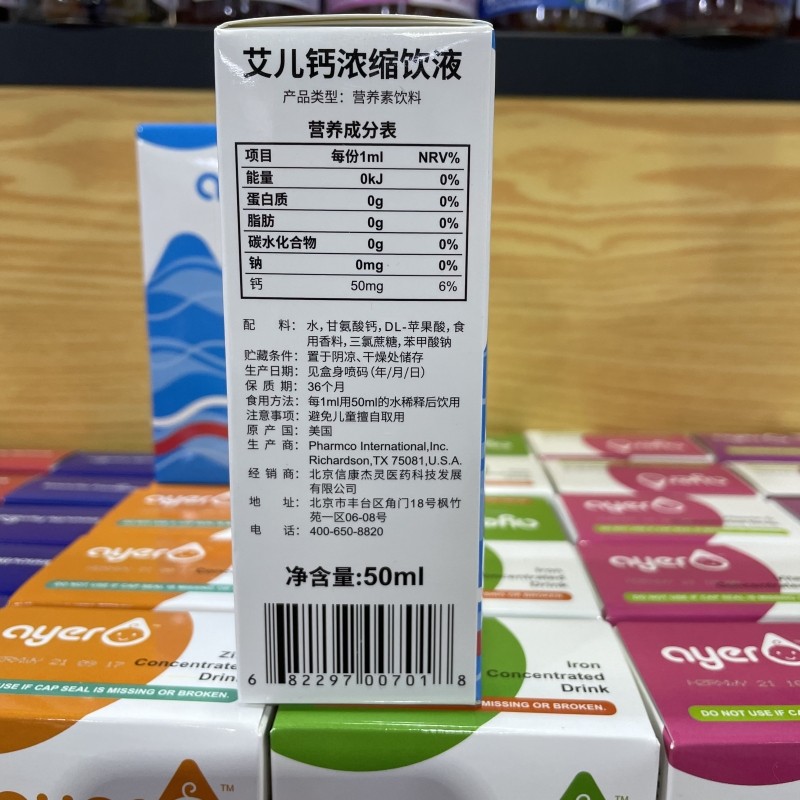 艾儿钙浓缩饮液
产品类型：营养素饮料
营养成分表
项目 每份1ml NRV%
能量 0kJ 0%
蛋白质 0g 0%
脂肪 0g 0%
碳水化合物 0g 0%
钠 0mg 0%
钙 50mg 6%
配 料：水，甘氨酸钙，DL-苹果酸，食
用香料，三氯蔗糖，苯甲酸钠
贮藏条件：置于阴凉、干燥处储存
生产日期：见盒身喷码（年/月/日）
保 质 期：36个月
食用方法：每1ml用50ml的水稀释后饮用
注意事项：避免儿童擅自取用
原 产 国：美国
生 产 商：Pharmco International,Inc.
Richardson,TX 75081,U.S.A.
经 销 商：北京信康杰灵医药科技发展
有限公司
地 址：北京市丰台区角门18号枫竹
苑一区06-08号
电 话：400-650-8820
净含量:50ml
6 82297 00701 8
ayer
ayer
Concentrate
Drin
USE IF CAP SEAL IS MISSING OR BROKEN.
ayer
TM
Iron
Concentrated
Drink
MISSING OR BROKEN.
Iron
Concentrated
Drink
MISSING OR BROKEN.
TM
ayer
ayer
ayer
DO NOT USE IF CA